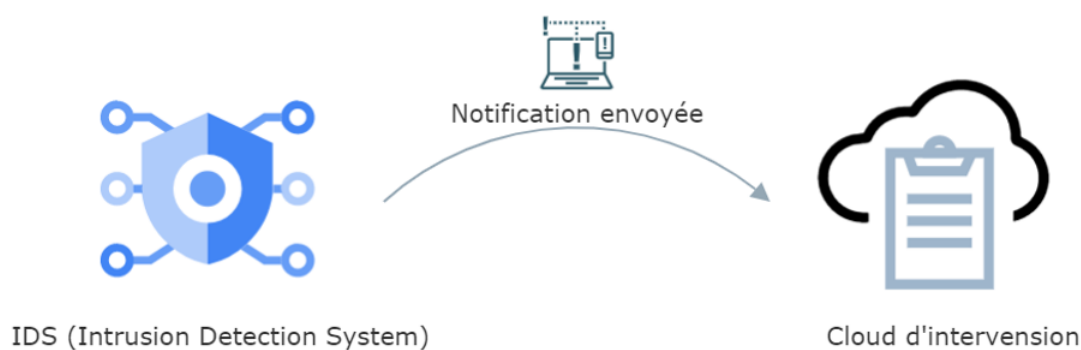 Notification envoyée
IDS (Intrusion Detection System)
Cloud d'intervension